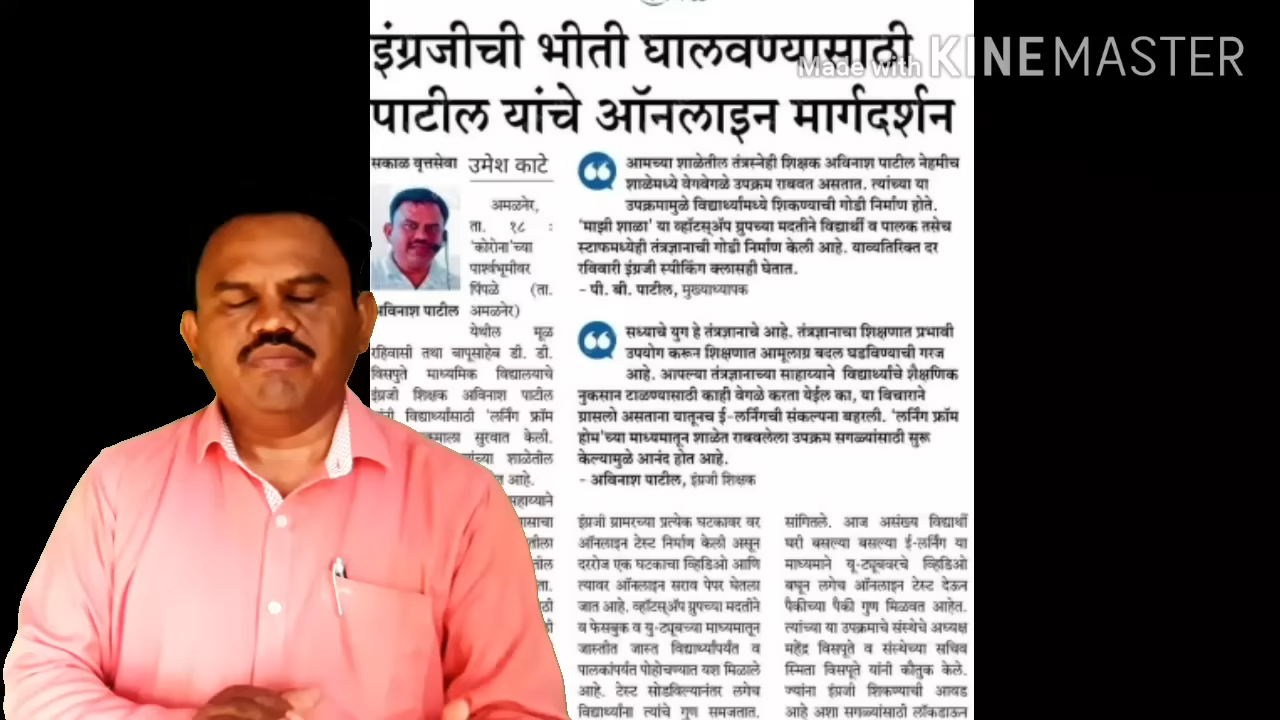 इंग्रजीची भीती घालवण्यासाठी
पाटील यांचे ऑनलाइन मार्गदर्शन
Made with KINEMASTER
सकाळ वृत्तसेवा उमेश काटे
अमळनेर,
ता. १८ :
'कोरोना'च्या
पार्श्वभूमीवर
पिंपळे (ता.
अविनाश पाटील अमळनेर)
येथील मूळ
रहिवासी तथा बापूसाहेब डी. डी.
विसपुते माध्यमिक विद्यालयाचे
इंग्रजी शिक्षक अविनाश पाटील
विद्यार्थ्यांसाठी 'लर्निंग फ्रॉम
सुरवात केली.
शाळेतील
आहे.
आमच्या शाळेतील तंत्रस्नेही शिक्षक अविनाश पाटील नेहमीच
शाळेमध्ये वेगवेगळे उपक्रम राबवत असतात. त्यांच्या या
उपक्रमामुळे विद्यार्थ्यांमध्ये शिकण्याची गोडी निर्माण होते.
'माझी शाळा' या व्हॉटस्ॲप ग्रुपच्या मदतीने विद्यार्थी व पालक तसेच
स्टाफमध्येही तंत्रज्ञानाची गोडी निर्माण केली आहे. याव्यतिरिक्त दर
रविवारी इंग्रजी स्पीकिंग क्लासही घेतात.
- पी. बी. पाटील, मुख्याध्यापक
सध्याचे युग हे तंत्रज्ञानाचे आहे. तंत्रज्ञानाचा शिक्षणात प्रभावी
उपयोग करून शिक्षणात आमूलाग्र बदल घडविण्याची गरज
आहे. आपल्या तंत्रज्ञानाच्या साहाय्याने विद्यार्थ्यांचे शैक्षणिक
नुकसान टाळण्यासाठी काही वेगळे करता येईल का, या विचाराने
ग्रासलो असताना यातूनच ई-लर्निंगची संकल्पना बहरली. 'लर्निंग फ्रॉम
होम'च्या माध्यमातून शाळेत राबवलेला उपक्रम सगळ्यांसाठी सुरू
केल्यामुळे आनंद होत आहे.
- अविनाश पाटील, इंग्रजी शिक्षक
इंग्रजी ग्रामरच्या प्रत्येक घटकावर वर
ऑनलाइन टेस्ट निर्माण केली असून
दररोज एक घटकाचा व्हिडिओ आणि
त्यावर ऑनलाइन सराव पेपर घेतला
जात आहे. व्हॉटस्ॲप ग्रुपच्या मदतीने
व फेसबुक व यु-ट्यूबच्या माध्यमातून
जास्तीत जास्त विद्यार्थ्यांपर्यंत व
पालकांपर्यंत पोहोचण्यात यश मिळाले
आहे. टेस्ट सोडविल्यानंतर लगेच
विद्यार्थ्यांना त्यांचे गुण समजतात.
सांगितले. आज असंख्य विद्यार्थी
घरी बसल्या बसल्या ई-लर्निंग या
माध्यमाने यू-ट्यूबवरचे व्हिडिओ
बघून लगेच ऑनलाइन टेस्ट देऊन
पैकीच्या पैकी गुण मिळवत आहेत.
त्यांच्या या उपक्रमाचे संस्थेचे अध्यक्ष
महेंद्र विसपूते व संस्थेच्या सचिव
स्मिता विसपूते यांनी कौतुक केले.
ज्यांना इंग्रजी शिकण्याची आवड
आहे अशा सगळ्यांसाठी लॉकडाऊन